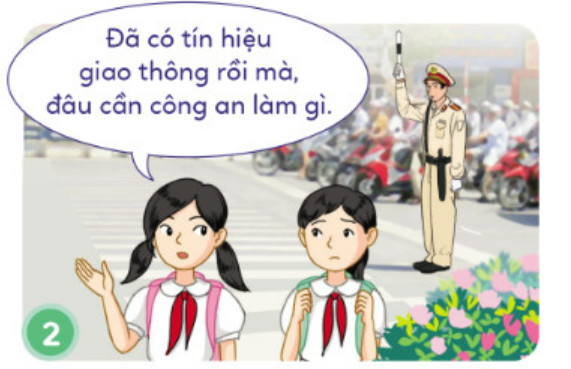 Đã có tín hiệu
giao thông rồi mà,
đâu cần công an làm gì.
2